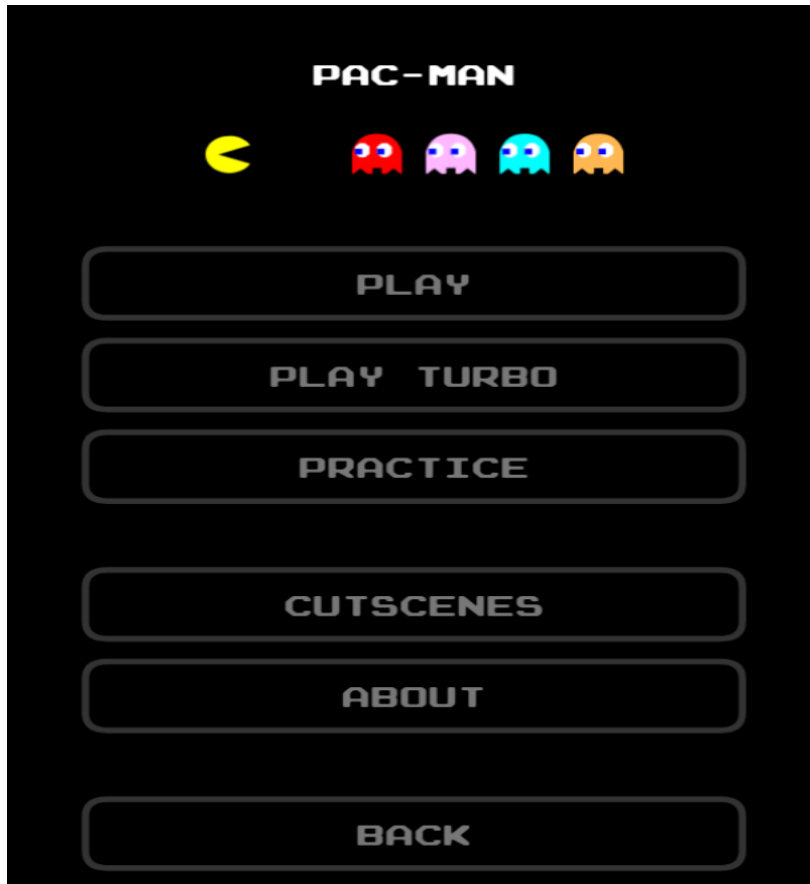 PAC-MAN
PLAY
PLAY TURBO
PRACTICE
CUTSCENES
ABOUT
BACK